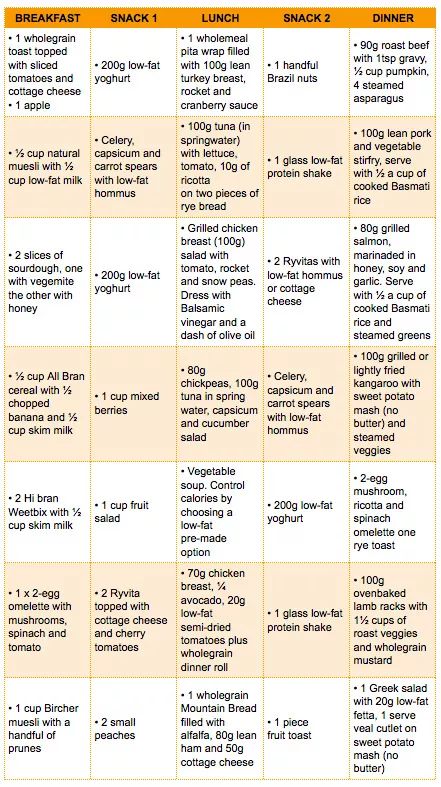 BREAKFAST
SNACK 1
LUNCH
SNACK 2
DINNER
• 1 wholegrain
toast topped
with sliced
tomatoes and
cottage cheese
• 1 apple
• 200g low-fat
yoghurt
• 1 wholemeal
pita wrap filled
with 100g lean
turkey breast,
rocket and
cranberry sauce
• 1 handful
Brazil nuts
• 90g roast beef
with 1tsp gravy,
½ cup pumpkin,
4 steamed
asparagus
• ½ cup natural
muesli with ½
cup low-fat milk
• Celery,
capsicum and
carrot spears
with low-fat
hommus
• 100g tuna (in
springwater)
with lettuce,
tomato, 10g of
ricotta
on two pieces of
rye bread
• 1 glass low-fat
protein shake
• 100g lean pork
and vegetable
stirfry, serve
with ½ a cup of
cooked Basmati
rice
• 2 slices of
sourdough, one
with vegemite
the other with
honey
• 200g low-fat
yoghurt
• Grilled chicken
breast (100g)
salad with
tomato, rocket
and snow peas.
Dress with
Balsamic
vinegar and a
dash of olive oil
• 2 Ryvitas with
low-fat hommus
or cottage
cheese
• 80g grilled
salmon,
marinaded in
honey, soy and
garlic. Serve
with ½ a cup of
cooked Basmati
rice and
steamed greens
• ½ cup All Bran
cereal with ½
chopped
banana and ½
cup skim milk
• 1 cup mixed
berries
• 80g
chickpeas, 100g
tuna in spring
water, capsicum
and cucumber
salad
• Celery,
capsicum and
carrot spears
with low-fat
hommus
• 100g grilled or
lightly fried
kangaroo with
sweet potato
mash (no
butter) and
steamed
veggies
• 2 Hi bran
Weetbix with ½
cup skim milk
• 1 cup fruit
salad
• Vegetable
soup. Control
calories by
choosing a
low-fat
pre-made
option
• 200g low-fat
yoghurt
• 2-egg
mushroom,
ricotta and
spinach
omelette one
rye toast
• 1 x 2-egg
omelette with
mushrooms,
spinach and
tomato
• 2 Ryvita
topped with
cottage cheese
and cherry
tomatoes
• 70g chicken
breast, ¼
avocado, 20g
low-fat
semi-dried
tomatoes plus
wholegrain
dinner roll
• 1 glass low-fat
protein shake
• 100g
ovenbaked
lamb racks with
1½ cups of
roast veggies
and wholegrain
mustard
• 1 cup Bircher
muesli with a
handful of
prunes
• 2 small
peaches
• 1 wholegrain
Mountain Bread
filled with
alfalfa, 80g lean
ham and 50g
cottage cheese
• 1 piece
fruit toast
• 1 Greek salad
with 20g low-fat
fetta, 1 serve
veal cutlet on
sweet potato
mash (no
butter)